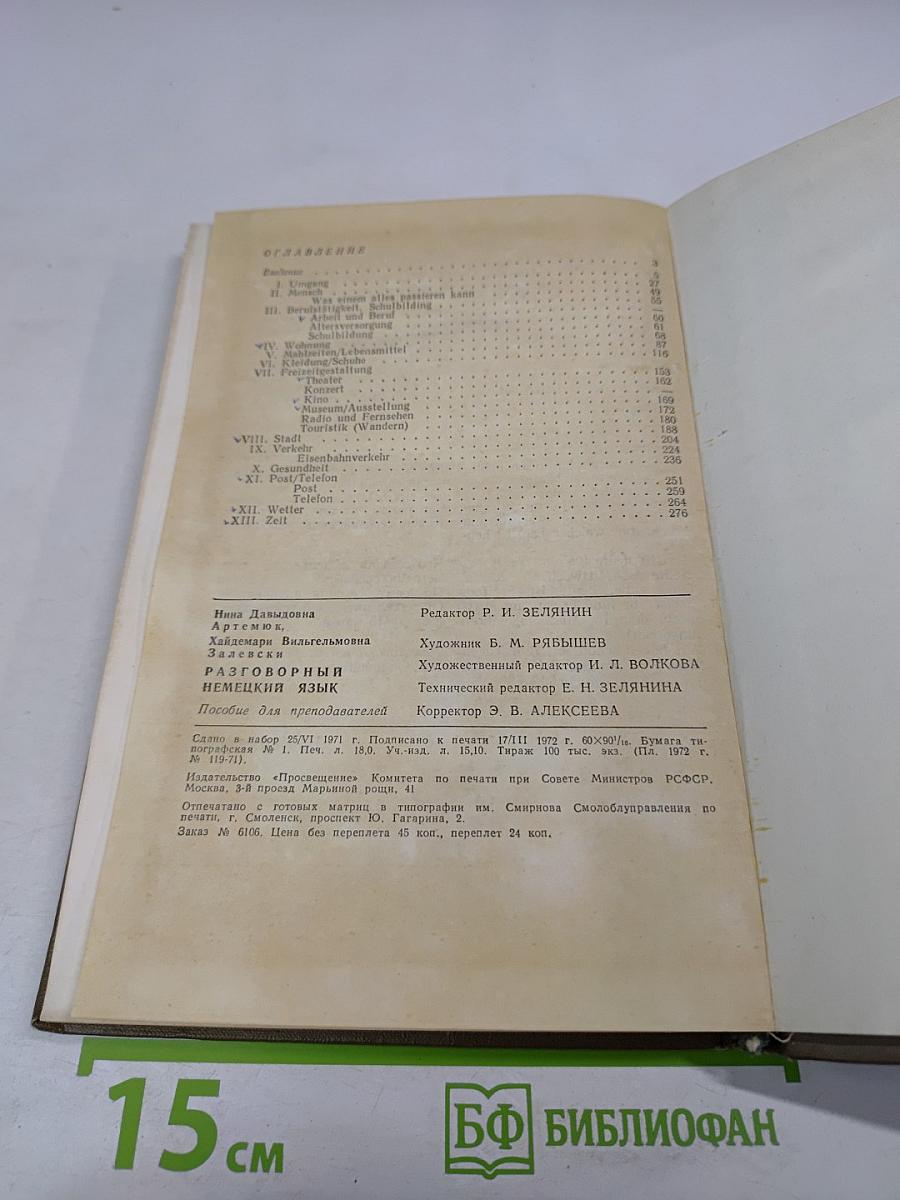 ОГЛАВЛЕНИЕ
Введение . . . 3
I. Umgang . . . 5
II. Mensch . . . 27
Was einem alles passieren kann . . . 49
III. Berufstätigkeit, Schulbilding . . . 55
Arbeit und Beruf . . . —
Altersversorgung . . . 60
Schulbildung . . . 61
IV. Wohnung . . . 68
V. Mahlzeiten/Lebensmittel . . . 87
VI. Kleidung/Schuhe . . . 116
VII. Freizeitgestaltung
Theater . . . 153
Konzert . . . 162
Kino . . . —
Museum/Ausstellung . . . 169
Radio und Fernsehen . . . 172
Touristik (Wandern) . . . 180
VIII. Stadt . . . 188
IX. Verkehr . . . 204
Eisenbahnverkehr . . . 224
X. Gesundheit . . . 236
XI. Post/Telefon
Post . . . 251
Telefon . . . 259
XII. Wetter . . . 264
XIII. Zeit . . . 276
Нина Давыдовна
Артемюк,
Хайдемари Вильгельмовна
Залевски
РАЗГОВОРНЫЙ
НЕМЕЦКИЙ ЯЗЫК
Пособие для преподавателей
Редактор Р. И. ЗЕЛЯНИН
Художник Б. М. РЯБЫШЕВ
Художественный редактор И. Л. ВОЛКОВА
Технический редактор Е. Н. ЗЕЛЯНИНА
Корректор Э. В. АЛЕКСЕЕВА
Сдано в набор 25/VI 1971 г. Подписано к печати 17/III 1972 г. 60×90¹/₁₆. Бумага ти-
пографская № 1. Печ. л. 18,0. Уч.-изд. л. 15,10. Тираж 100 тыс. экз. (Пл. 1972 г.
№ 119-71).
Издательство «Просвещение» Комитета по печати при Совете Министров РСФСР.
Москва, 3-й проезд Марьиной рощи, 41
Отпечатано с готовых матриц в типографии им. Смирнова Смолоблуправления по
печати, г. Смоленск, проспект Ю. Гагарина, 2.
Заказ № 6106. Цена без переплета 45 коп., переплет 24 коп.
15 см
БФ БИБЛИОФАН